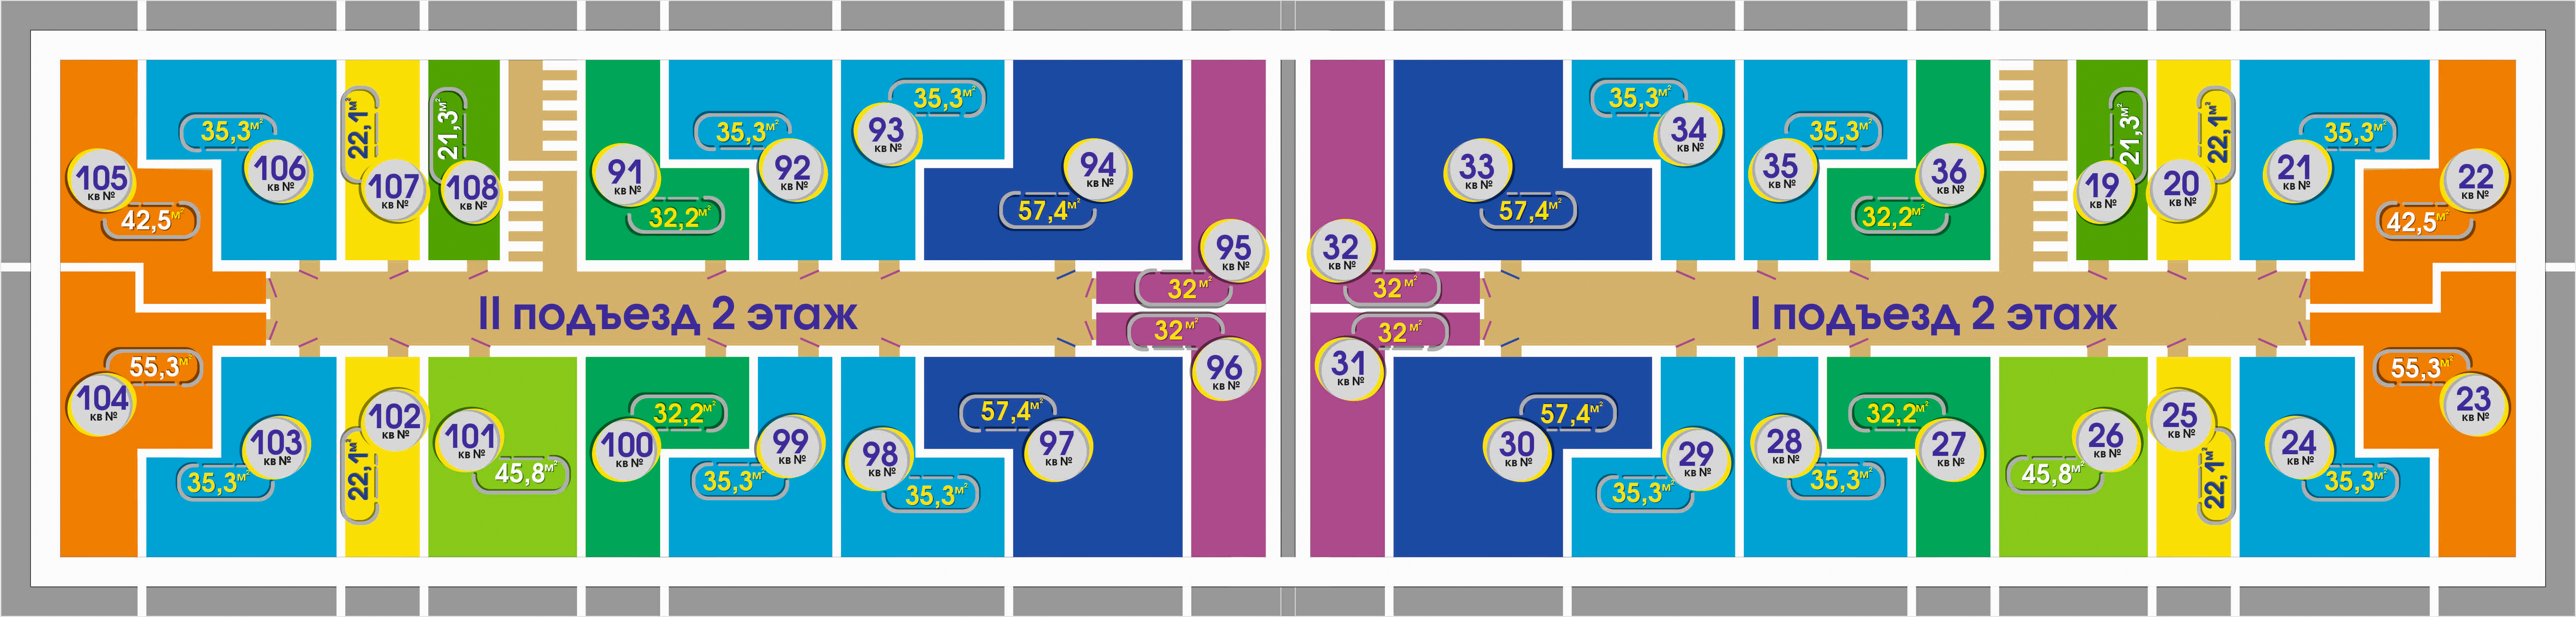 105
КВ №
42,5м²
35,3м²
106
КВ №
22,1м²
107
КВ №
21,3м²
108
КВ №
91
КВ №
32,2м²
35,3м²
92
КВ №
93
КВ №
35,3м²
94
КВ №
57,4м²
95
КВ №
32м²
II подъезд 2 этаж
32м²
96
КВ №
55,3м²
104
КВ №
103
КВ №
35,3м²
102
КВ №
22,1м²
101
КВ №
45,8м²
32,2м²
100
КВ №
99
КВ №
35,3м²
98
КВ №
35,3м²
57,4м²
97
КВ №
32
КВ №
32м²
33
КВ №
57,4м²
35,3м²
34
КВ №
35
КВ №
35,3м²
36
КВ №
32,2м²
21,3м²
19
КВ №
22,1м²
20
КВ №
35,3м²
21
КВ №
22
КВ №
42,5м²
I подъезд 2 этаж
32м²
31
КВ №
57,4м²
30
КВ №
29
КВ №
35,3м²
28
КВ №
35,3м²
32,2м²
27
КВ №
26
КВ №
45,8м²
25
КВ №
22,1м²
24
КВ №
35,3м²
55,3м²
23
КВ №